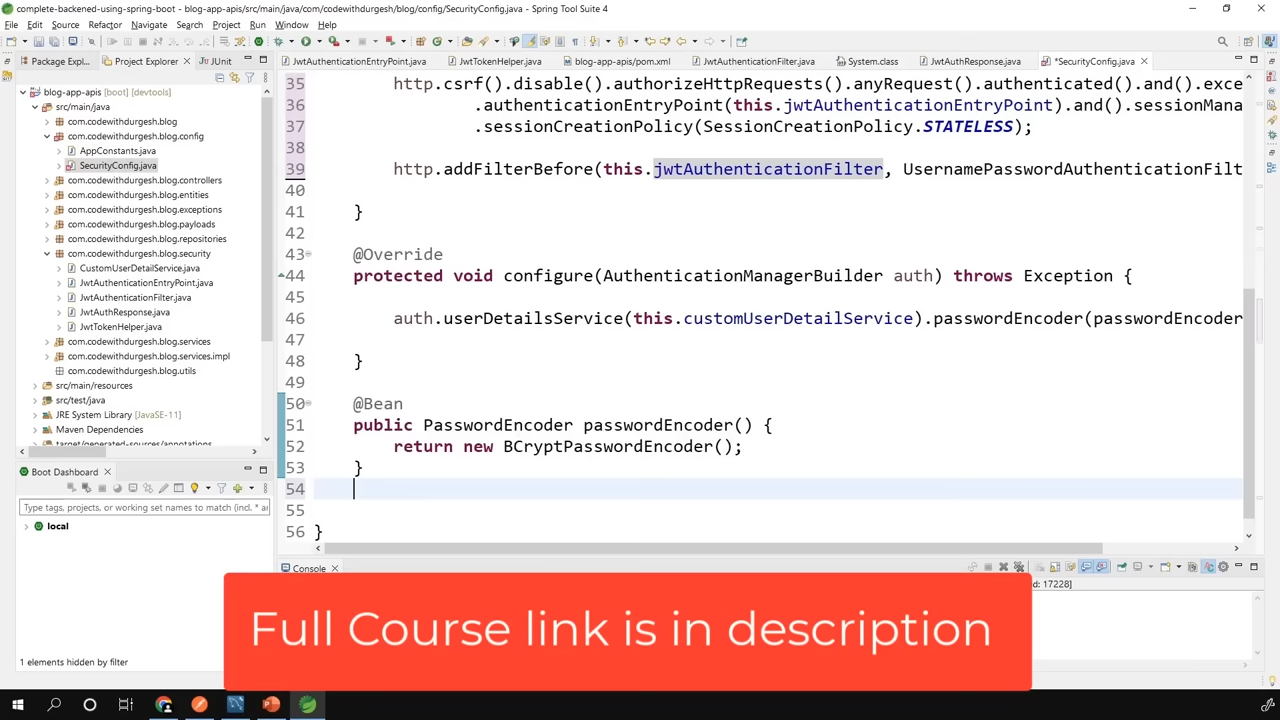 complete-backened-using-spring-boot - blog-app-apis/src/main/java/com/codewithdurgesh/blog/config/SecurityConfig.java - Spring Tool Suite 4
File Edit Source Refactor Navigate Search Project Run Window Help
Package Expl... Project Explorer JUnit
JwtAuthenticationEntryPoint.java JwtTokenHelper.java blog-app-apis/pom.xml JwtAuthenticationFilter.java System.class JwtAuthResponse.java *SecurityConfig.java
blog-app-apis [boot] [devtools]
src/main/java
com.codewithdurgesh.blog
com.codewithdurgesh.blog.config
AppConstants.java
SecurityConfig.java
com.codewithdurgesh.blog.controllers
com.codewithdurgesh.blog.entities
com.codewithdurgesh.blog.exceptions
com.codewithdurgesh.blog.payloads
com.codewithdurgesh.blog.repositories
com.codewithdurgesh.blog.security
CustomUserDetailService.java
JwtAuthenticationEntryPoint.java
JwtAuthenticationFilter.java
JwtAuthResponse.java
JwtTokenHelper.java
com.codewithdurgesh.blog.services
com.codewithdurgesh.blog.services.impl
com.codewithdurgesh.blog.utils
src/main/resources
src/test/java
JRE System Library [JavaSE-11]
Maven Dependencies
target/generated-sources/annotations
Boot Dashboard
Type tags, projects, or working set names to match (incl. * ar
local
1 elements hidden by filter
35 http.csrf().disable().authorizeHttpRequests().anyRequest().authenticated().and().exce
36 .authenticationEntryPoint(this.jwtAuthenticationEntryPoint).and().sessionMana
37 .sessionCreationPolicy(SessionCreationPolicy.STATELESS);
38
39 http.addFilterBefore(this.jwtAuthenticationFilter, UsernamePasswordAuthenticationFilt
40
41 }
42
43 @Override
44 protected void configure(AuthenticationManagerBuilder auth) throws Exception {
45
46 auth.userDetailsService(this.customUserDetailService).passwordEncoder(passwordEncoder
47
48 }
49
50 @Bean
51 public PasswordEncoder passwordEncoder() {
52 return new BCryptPasswordEncoder();
53 }
54
55
56 }
Console
d: 17228]
Full Course link is in description